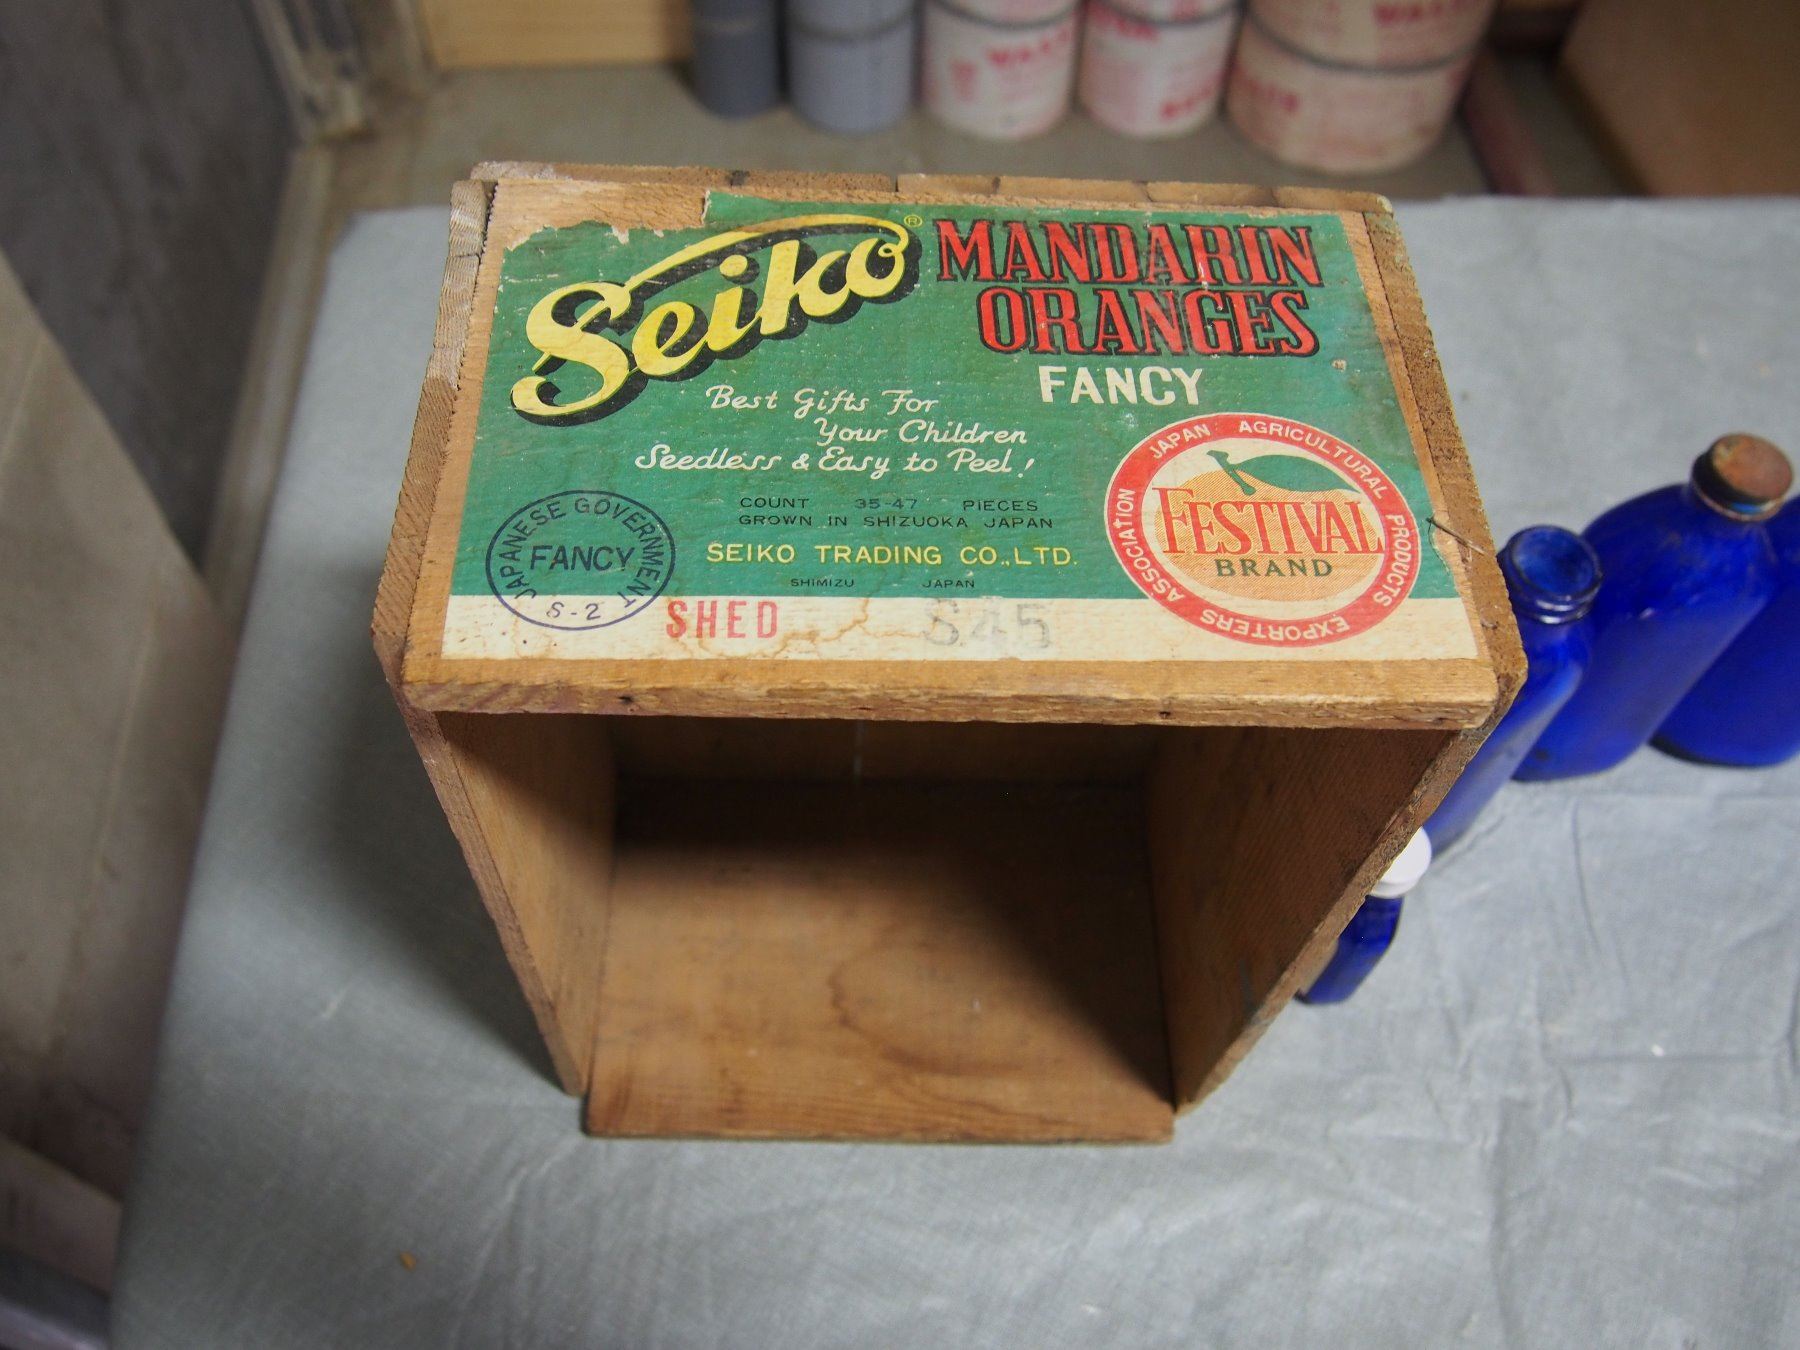 Seiko®
MANDARIN
ORANGES
FANCY
Best Gifts For
Your Children
Seedless & Easy to Peel!
COUNT 35-47 PIECES
GROWN IN SHIZUOKA JAPAN
SEIKO TRADING CO.,LTD.
SHIMIZU JAPAN
JAPANESE GOVERNMENT
FANCY
S-2
JAPAN AGRICULTURAL PRODUCTS EXPORTERS ASSOCIATION
FESTIVAL
BRAND
SHED S45